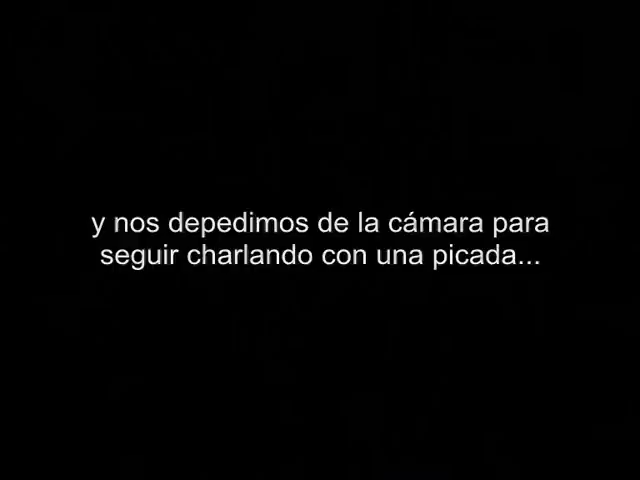 y nos depedimos de la cámara para
seguir charlando con una picada...